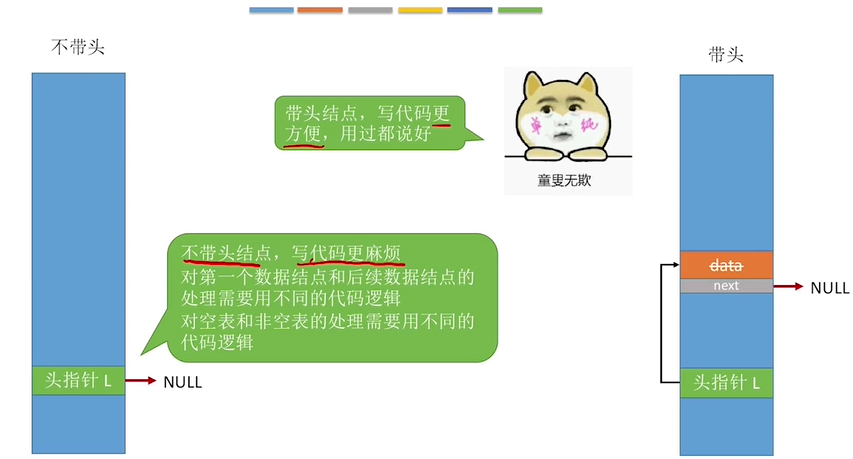 不带头
带头
带头结点，写代码更
方便，用过都说好
单 纯
童叟无欺
不带头结点，写代码更麻烦
对第一个数据结点和后续数据结点的
处理需要用不同的代码逻辑
对空表和非空表的处理需要用不同的
代码逻辑
头指针 L
NULL
data
next
NULL
头指针 L